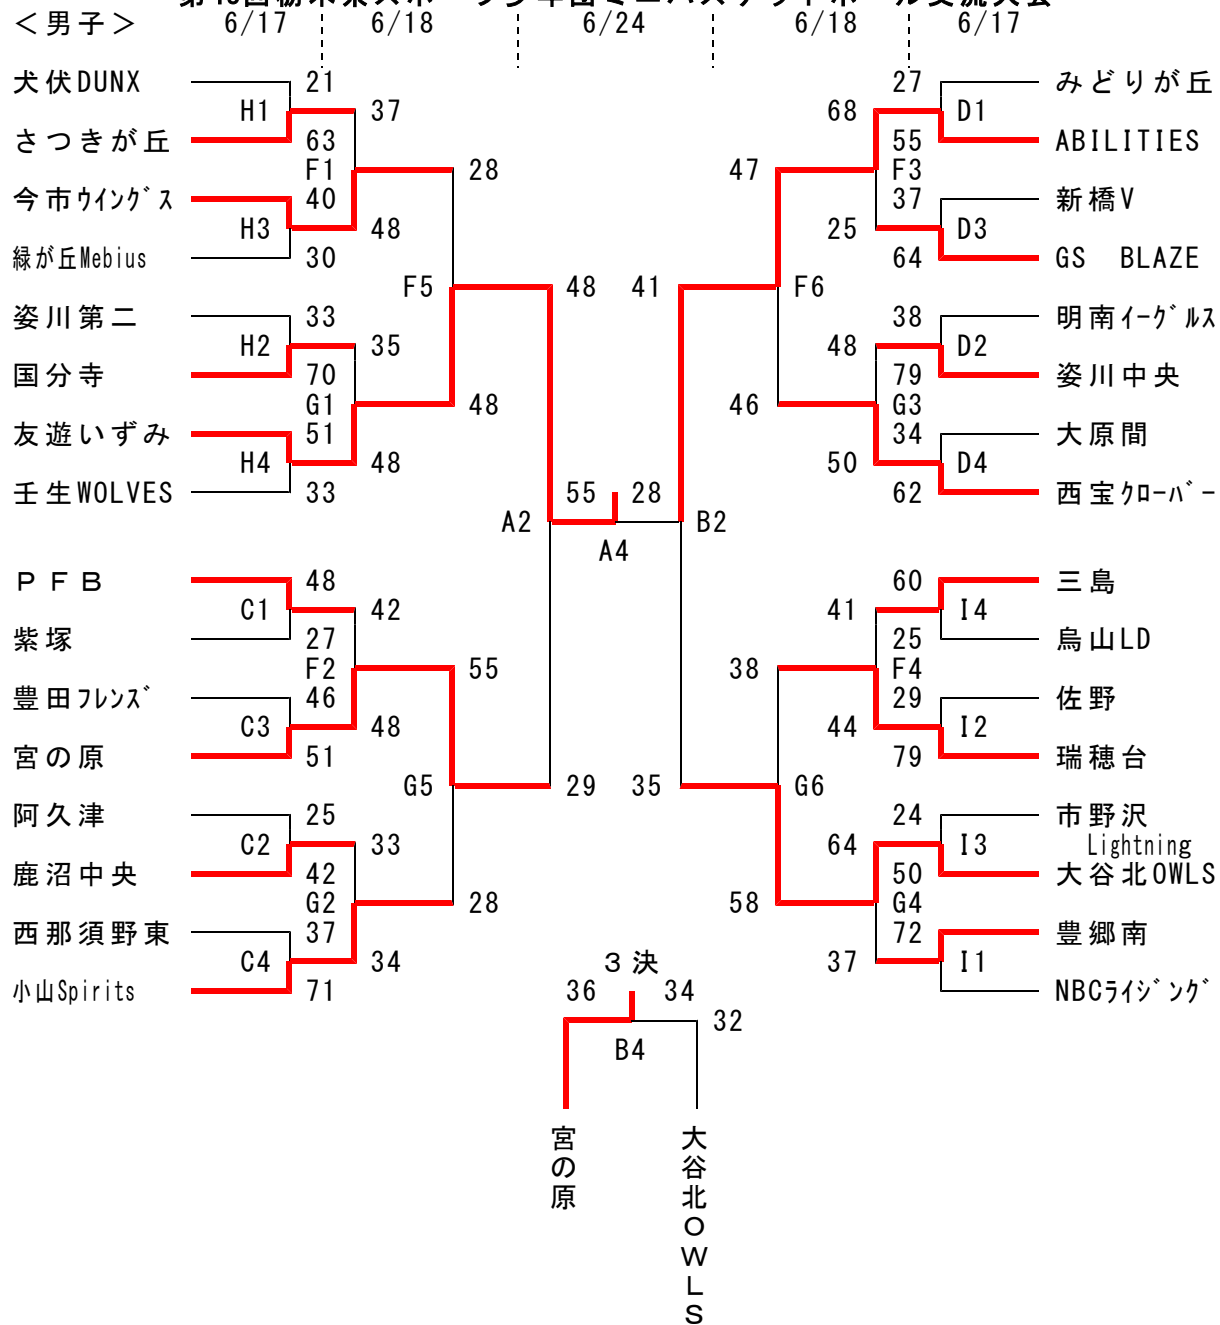 ＜男子＞ 6/17 6/18 6/24 6/18 6/17
犬伏DUNX 21 27 みどりが丘
H1 37 68 D1
さつきが丘 63 55 ABILITIES
F1 28 47 F3
今市ｳｲﾝｸﾞｽ 40 37 新橋V
H3 48 25 D3
緑が丘Mebius 30 64 GS　BLAZE
F5 48 41 F6
姿川第二 33 38 明南ｲｰｸﾞﾙｽ
H2 35 48 D2
国分寺 70 79 姿川中央
G1 48 46 G3
友遊いずみ 51 34 大原間
H4 48 50 D4
壬生WOLVES 33 55 28 62 西宝ｸﾛｰﾊﾞｰ
A2 B2
A4
ＰＦＢ 48 60 三島
C1 42 41 I4
紫塚 27 25 烏山LD
F2 55 38 F4
豊田ﾌﾚﾝｽﾞ 46 29 佐野
C3 48 44 I2
宮の原 51 79 瑞穂台
G5 29 35 G6
阿久津 25 24 市野沢
Lightning
C2 33 64 I3
鹿沼中央 42 50 大谷北OWLS
G2 28 58 G4
西那須野東 37 72 豊郷南
C4 34 37 I1
３決
小山Spirits 71 36 34 NBCﾗｲｼﾞﾝｸﾞ
32
B4
宮の原
大谷北ＯＷＬＳ